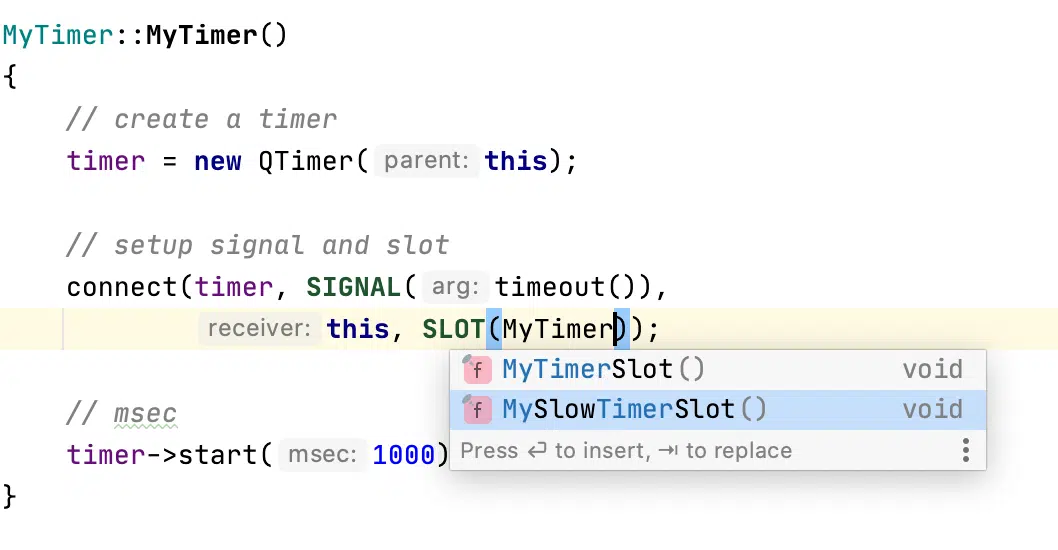 MyTimer::MyTimer()
{
// create a timer
timer = new QTimer( parent: this);
// setup signal and slot
connect(timer, SIGNAL( arg: timeout()),
receiver: this, SLOT(MyTimer));
f MyTimerSlot() void
f MySlowTimerSlot() void
// msec
Press ⏎ to insert, ⇥ to replace
timer->start( msec: 1000)
}